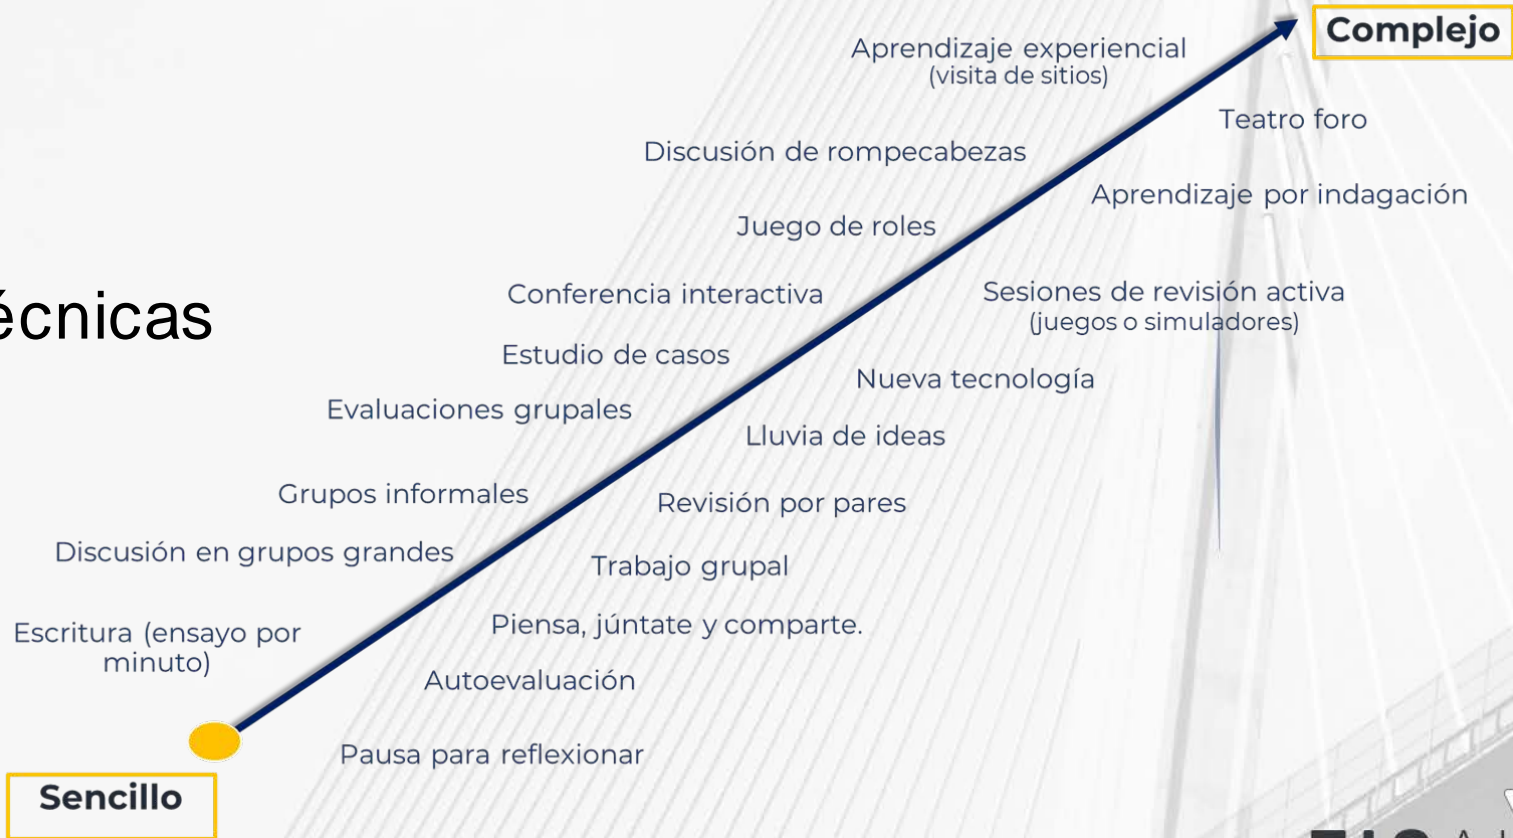 Complejo
Aprendizaje experiencial
(visita de sitios)
Teatro foro
Discusión de rompecabezas
Aprendizaje por indagación
Juego de roles
Conferencia interactiva
Sesiones de revisión activa
(juegos o simuladores)
écnicas
Estudio de casos
Nueva tecnología
Evaluaciones grupales
Lluvia de ideas
Grupos informales
Revisión por pares
Discusión en grupos grandes
Trabajo grupal
Escritura (ensayo por
minuto)
Piensa, júntate y comparte.
Autoevaluación
Pausa para reflexionar
Sencillo